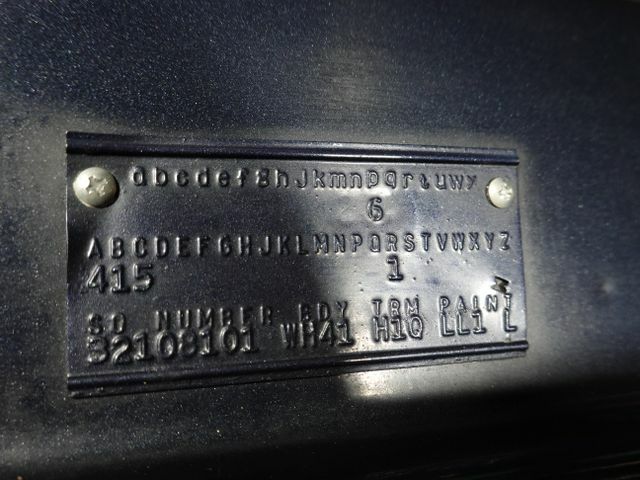 abcdefghJkmnpqrtuwy
6
ABCDEFGHJKLMNPQRSTVWXYZ
415 1
SO NUMBER BDY TRM PAINT
32108101 WH41 H1Q LL1 L